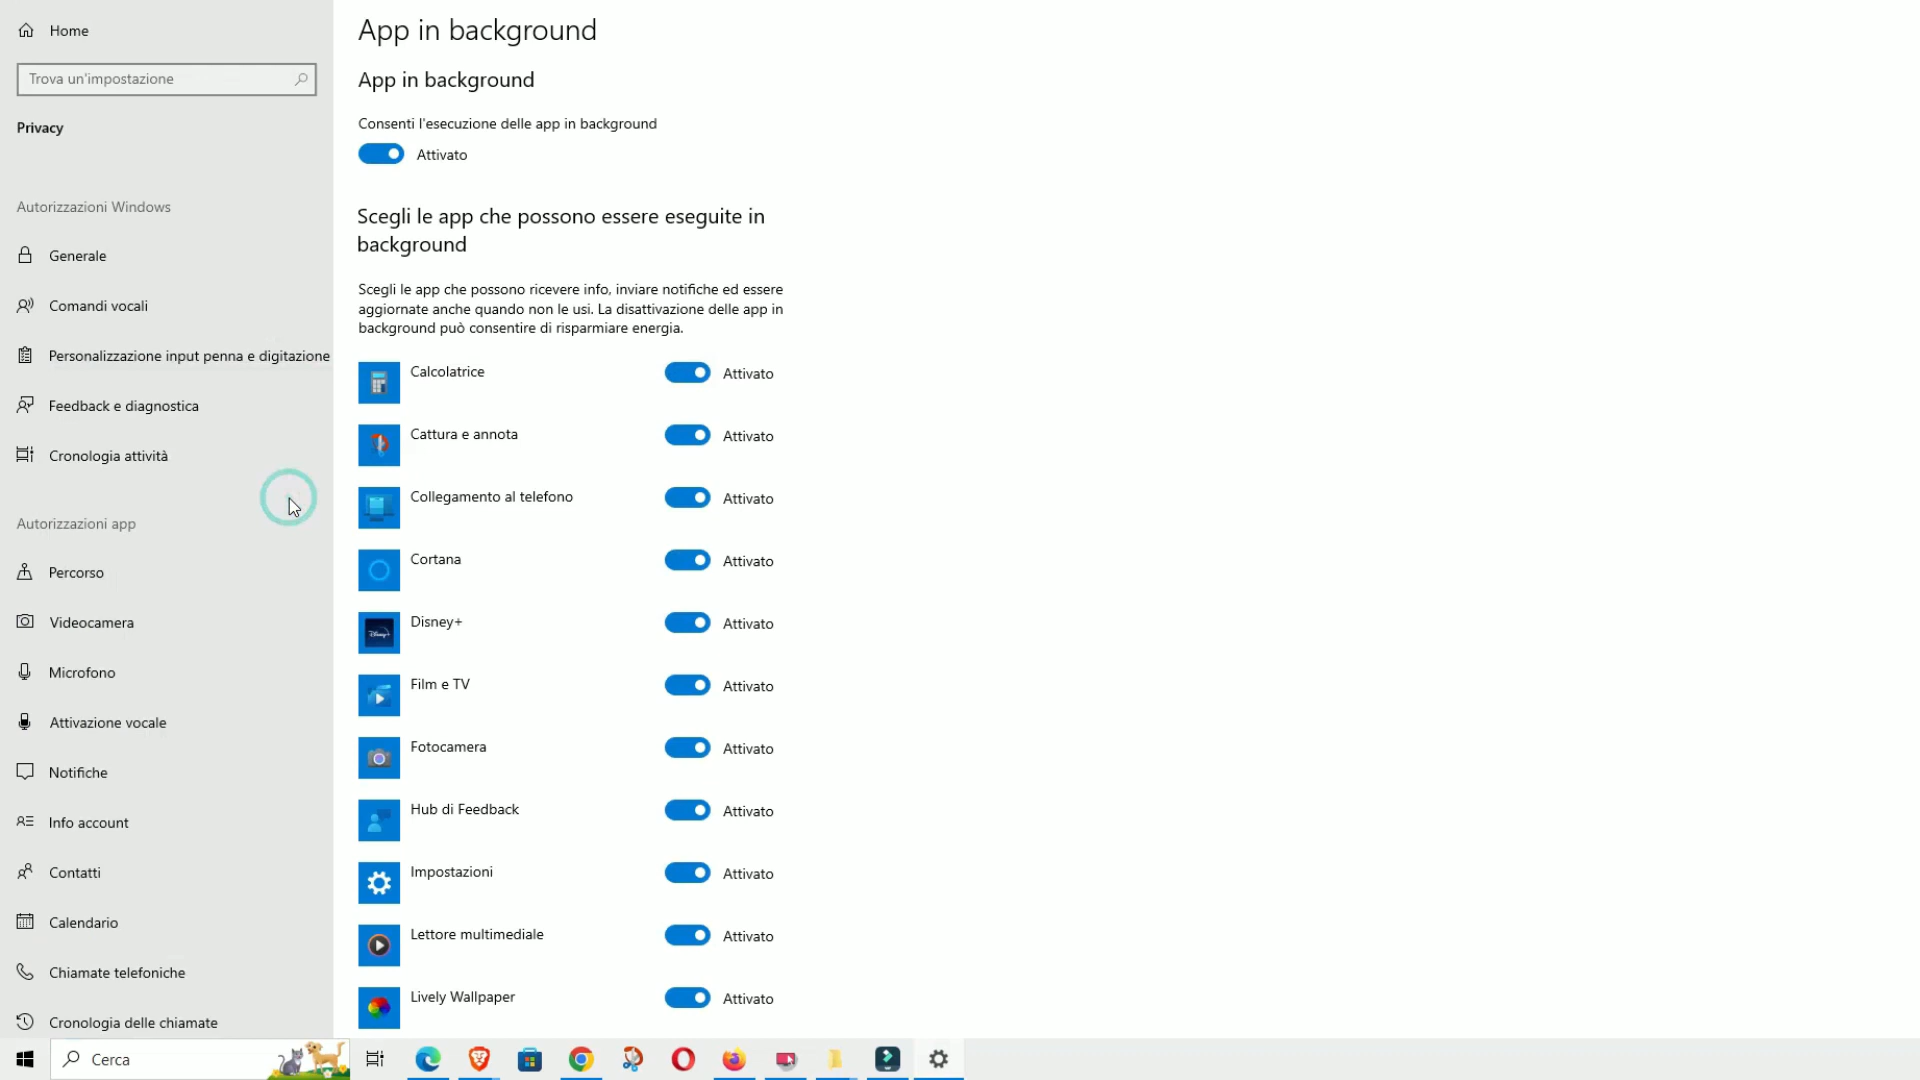 Home
Trova un'impostazione
Privacy
Autorizzazioni Windows
Generale
Comandi vocali
Personalizzazione input penna e digitazione
Feedback e diagnostica
Cronologia attività
Autorizzazioni app
Percorso
Videocamera
Microfono
Attivazione vocale
Notifiche
Info account
Contatti
Calendario
Chiamate telefoniche
Cronologia delle chiamate
App in background
App in background
Consenti l'esecuzione delle app in background
Attivato
Scegli le app che possono essere eseguite in
background
Scegli le app che possono ricevere info, inviare notifiche ed essere
aggiornate anche quando non le usi. La disattivazione delle app in
background può consentire di risparmiare energia.
Calcolatrice Attivato
Cattura e annota Attivato
Collegamento al telefono Attivato
Cortana Attivato
Disney+ Disney+ Attivato
Film e TV Attivato
Fotocamera Attivato
Hub di Feedback Attivato
Impostazioni Attivato
Lettore multimediale Attivato
Lively Wallpaper Attivato
Cerca